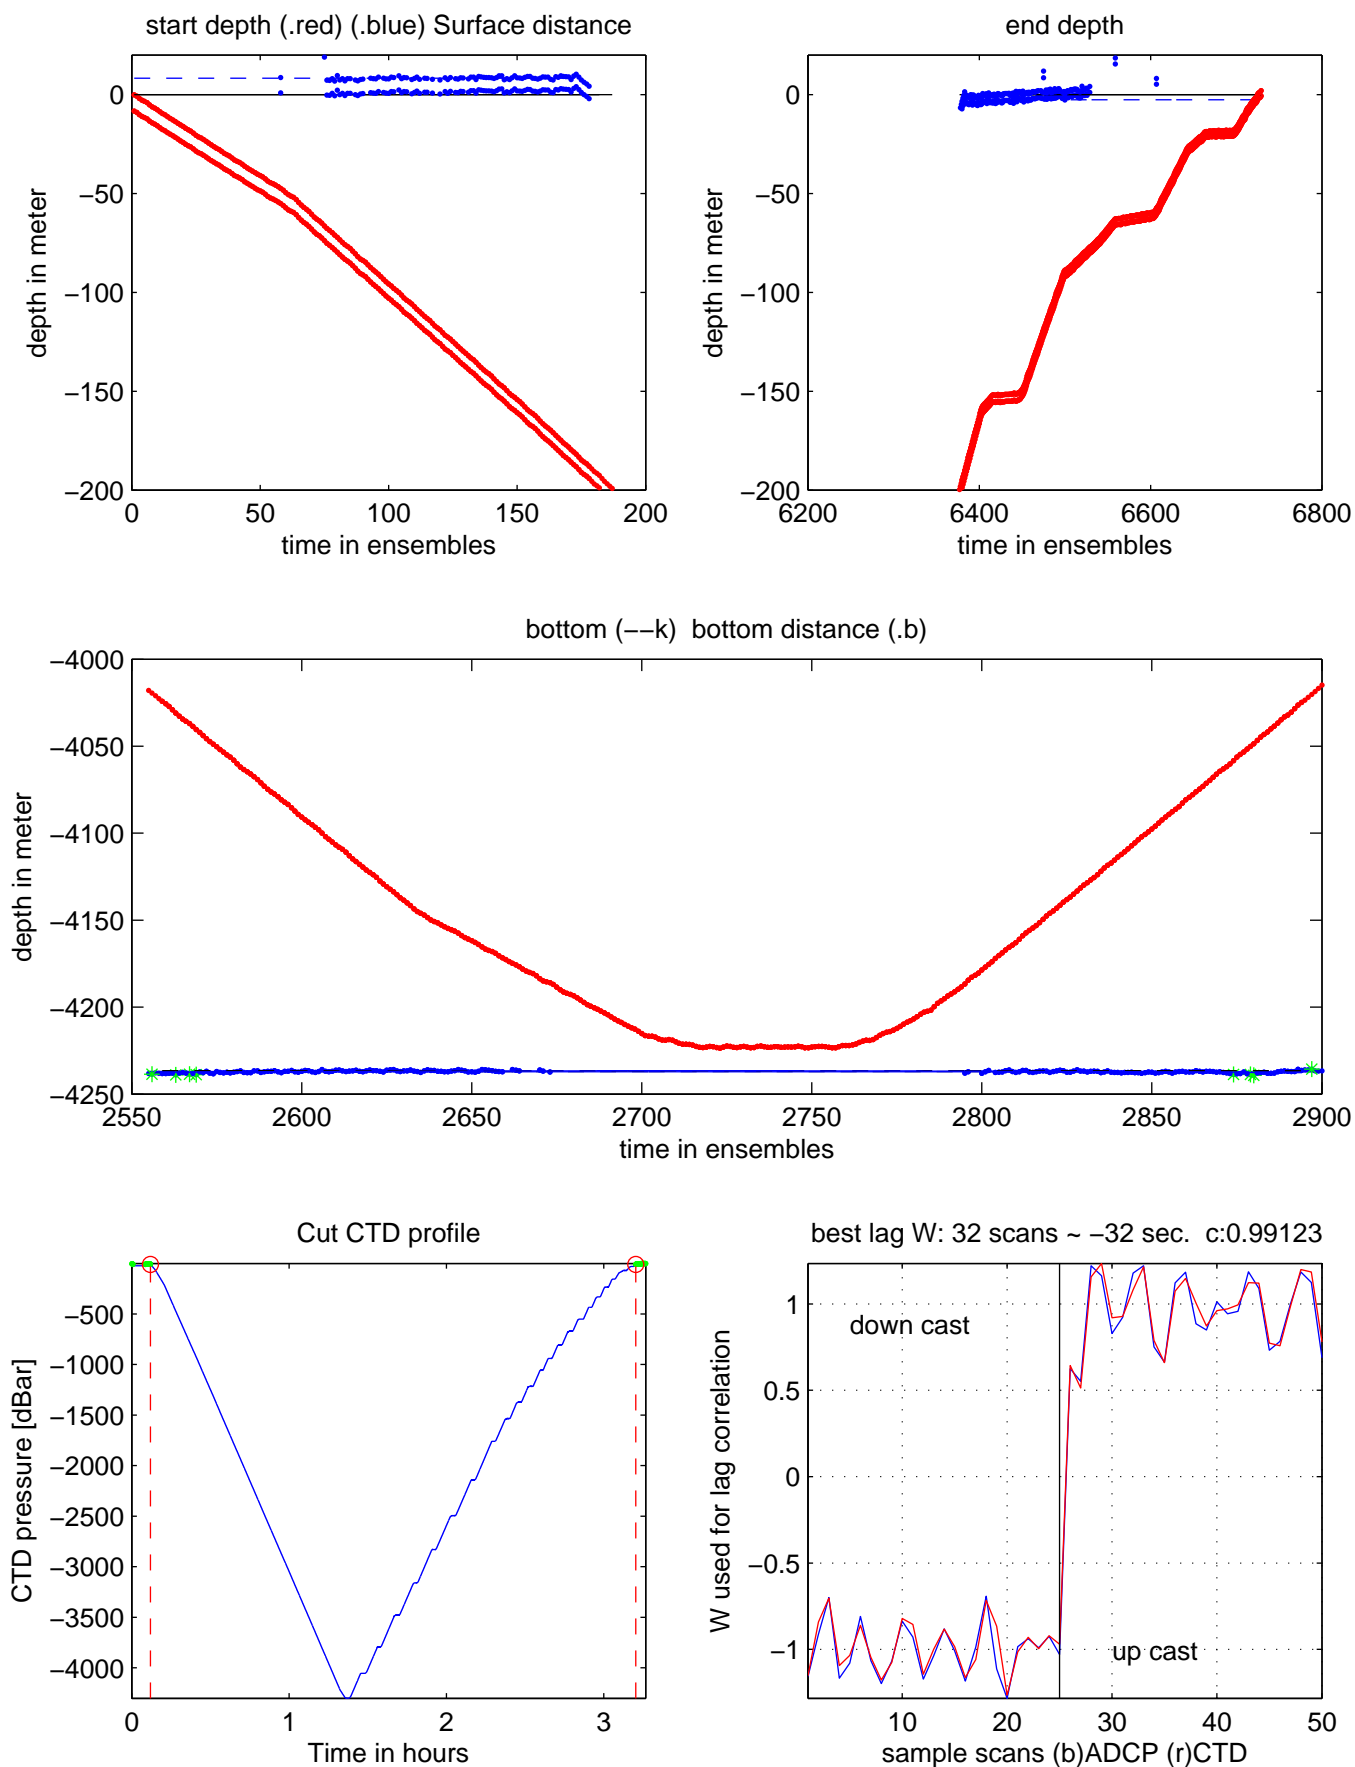 start depth (.red) (.blue) Surface distance
0
−50
−100
−150
−200
depth in meter
0 50 100 150 200
time in ensembles
end depth
0
−50
−100
−150
−200
depth in meter
6200 6400 6600 6800
time in ensembles
bottom (−−k)  bottom distance (.b)
−4000
−4050
−4100
−4150
−4200
−4250
depth in meter
2550 2600 2650 2700 2750 2800 2850 2900
time in ensembles
Cut CTD profile
−500
−1000
−1500
−2000
−2500
−3000
−3500
−4000
CTD pressure [dBar]
0 1 2 3
Time in hours
best lag W: 32 scans ~ −32 sec.  c:0.99123
1
0.5
0
−0.5
−1
W used for lag correlation
down cast
up cast
10 20 30 40 50
sample scans (b)ADCP (r)CTD